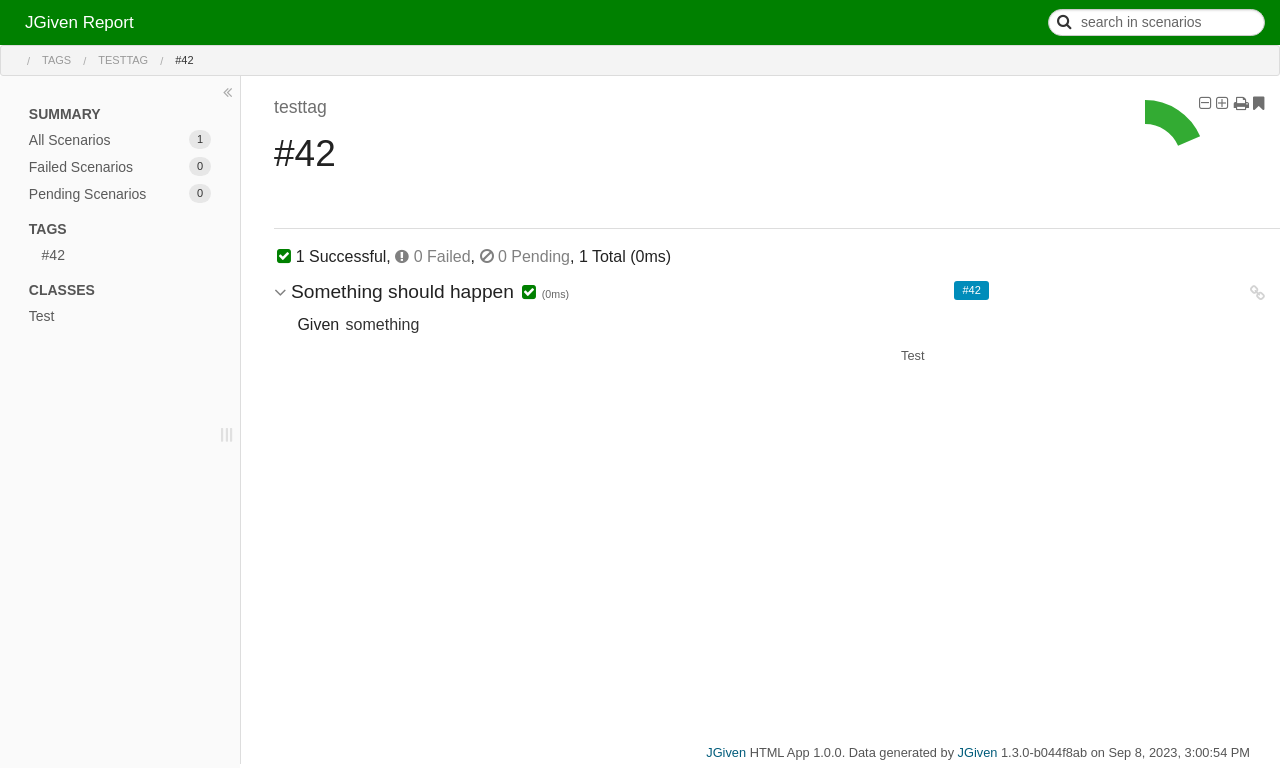 JGiven Report
search in scenarios
/ TAGS / TESTTAG / #42
SUMMARY
All Scenarios 1
Failed Scenarios 0
Pending Scenarios 0
TAGS
#42
CLASSES
Test
testtag
#42
1 Successful, 0 Failed, 0 Pending, 1 Total (0ms)
Something should happen (0ms) #42
Given something
Test
JGiven HTML App 1.0.0. Data generated by JGiven 1.3.0-b044f8ab on Sep 8, 2023, 3:00:54 PM